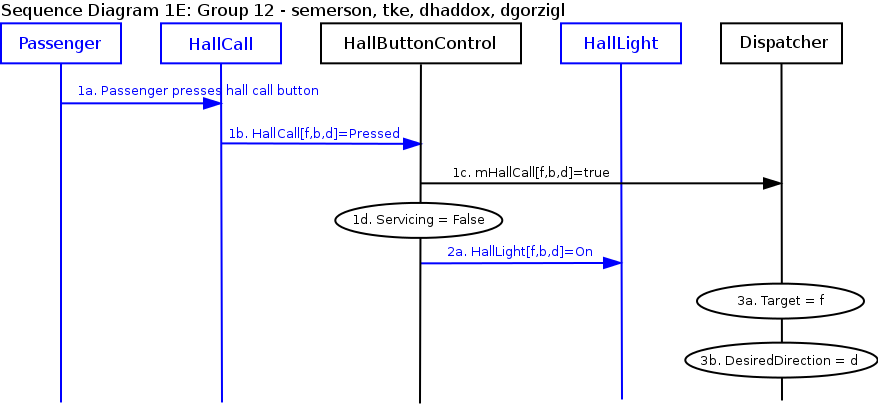 Sequence Diagram 1E: Group 12 - semerson, tke, dhaddox, dgorzigl
Passenger
HallCall
HallButtonControl
HallLight
Dispatcher
1a. Passenger presses hall call button
1b. HallCall[f,b,d]=Pressed
1c. mHallCall[f,b,d]=true
1d. Servicing = False
2a. HallLight[f,b,d]=On
3a. Target = f
3b. DesiredDirection = d